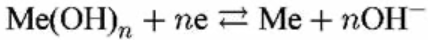 Me(OH)ₙ + ne ⇄ Me + nOH⁻